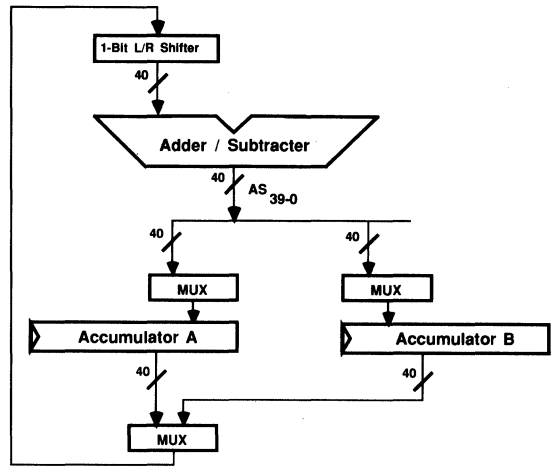 1-Bit L/R Shifter
40
Adder / Subtracter
40
AS 39-0
40
40
MUX
MUX
Accumulator A
Accumulator B
40
40
MUX